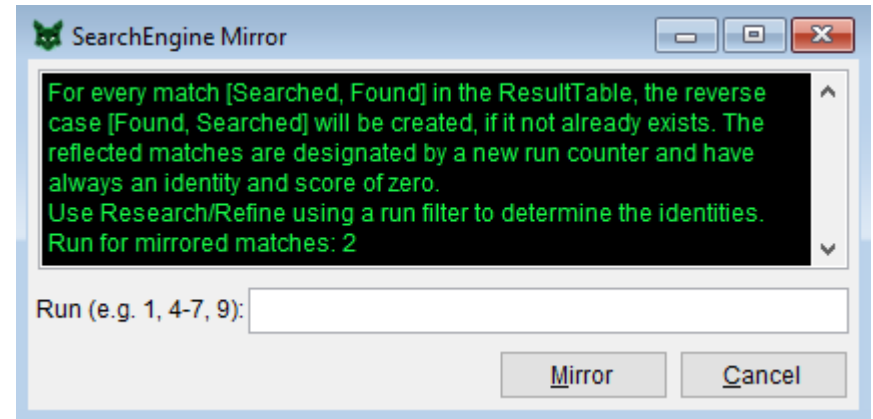 SearchEngine Mirror
For every match [Searched, Found] in the ResultTable, the reverse
case [Found, Searched] will be created, if it not already exists. The
reflected matches are designated by a new run counter and have
always an identity and score of zero.
Use Research/Refine using a run filter to determine the identities.
Run for mirrored matches: 2
Run (e.g. 1, 4-7, 9):
Mirror Cancel